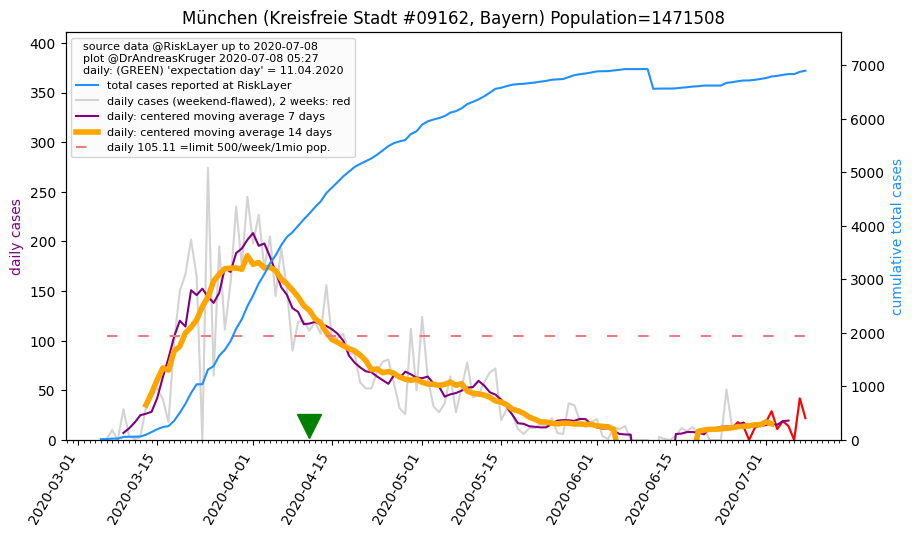 München (Kreisfreie Stadt #09162, Bayern) Population=1471508
source data @RiskLayer up to 2020-07-08
plot @DrAndreasKruger 2020-07-08 05:27
daily: (GREEN) 'expectation day' = 11.04.2020
total cases reported at RiskLayer
daily cases (weekend-flawed), 2 weeks: red
daily: centered moving average 7 days
daily: centered moving average 14 days
daily 105.11 =limit 500/week/1mio pop.
daily cases
400
350
300
250
200
150
100
50
0
cumulative total cases
7000
6000
5000
4000
3000
2000
1000
0
2020-03-01
2020-03-15
2020-04-01
2020-04-15
2020-05-01
2020-05-15
2020-06-01
2020-06-15
2020-07-01